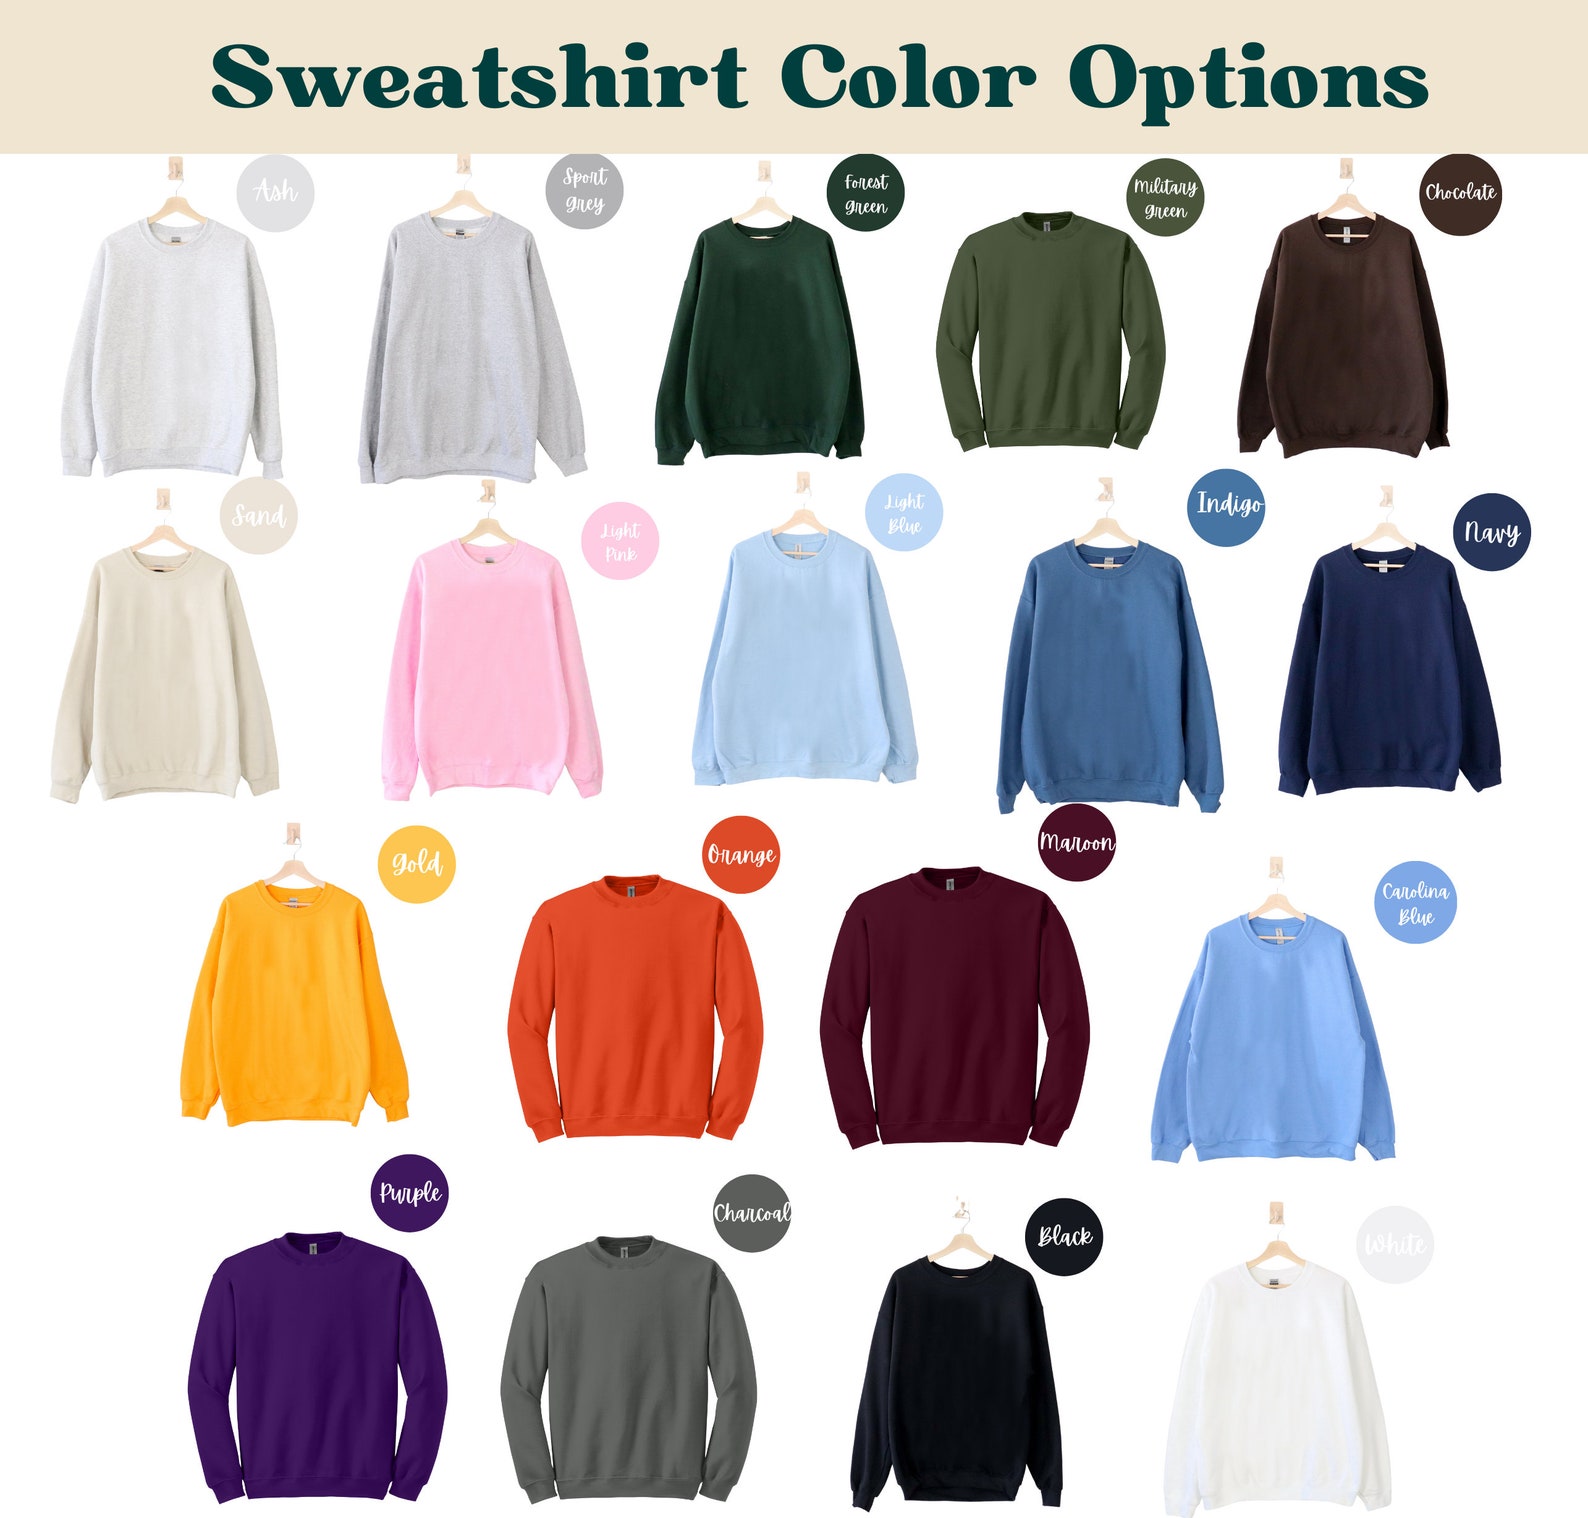 Sweatshirt Color Options
Ash
Sport
Grey
Forest
Green
Military
Green
Chocolate
Sand
Light
Pink
Light
Blue
Indigo
Navy
Gold
Orange
Maroon
Carolina
Blue
Purple
Charcoal
Black
White